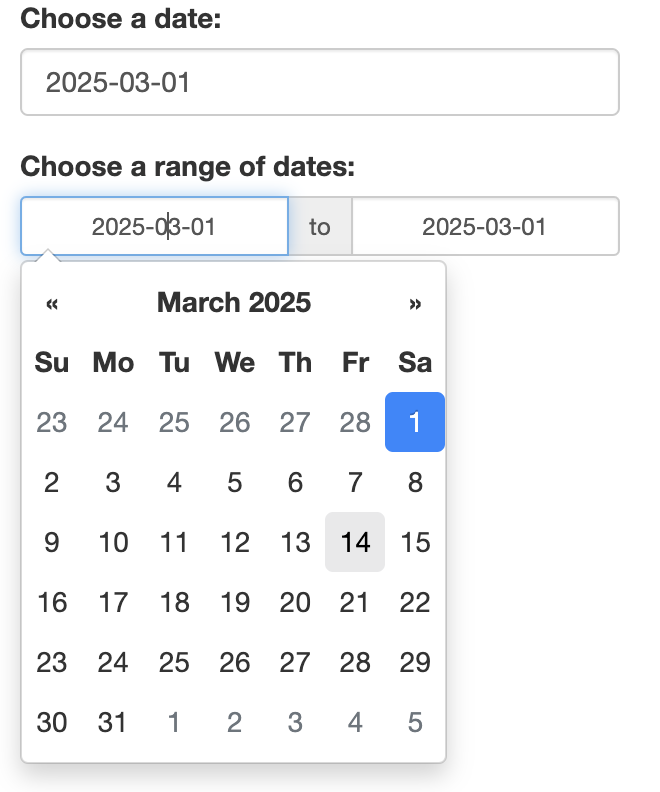 Choose a date:
2025-03-01
Choose a range of dates:
2025-03-01 to 2025-03-01
« March 2025 »
Su Mo Tu We Th Fr Sa
23 24 25 26 27 28 1
2 3 4 5 6 7 8
9 10 11 12 13 14 15
16 17 18 19 20 21 22
23 24 25 26 27 28 29
30 31 1 2 3 4 5